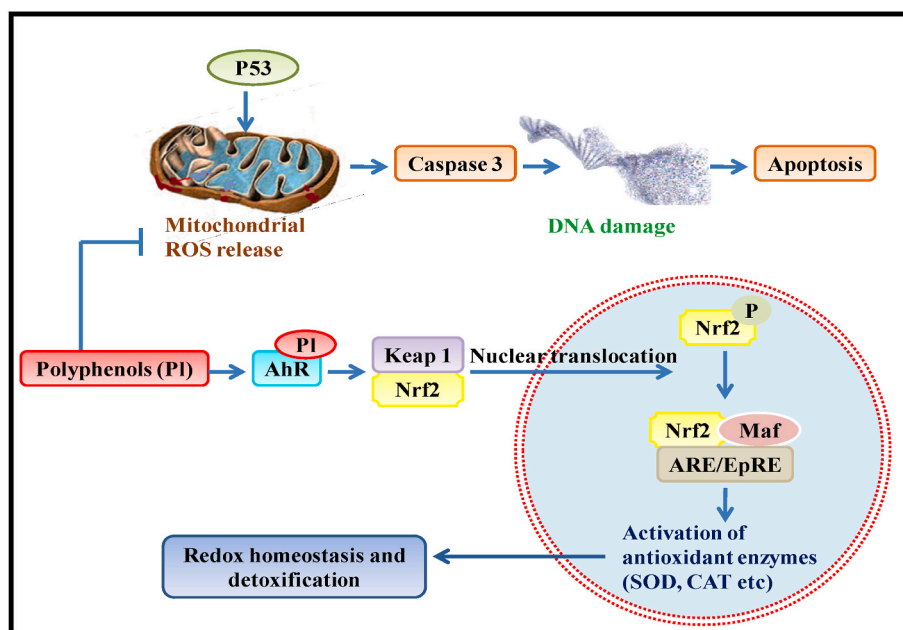 P53
Caspase 3
Apoptosis
Mitochondrial
ROS release
DNA damage
Polyphenols (Pl)
Pl
AhR
Keap 1
Nrf2
Nuclear translocation
P
Nrf2
Nrf2
Maf
ARE/EpRE
Activation of
antioxidant enzymes
(SOD, CAT etc)
Redox homeostasis and
detoxification